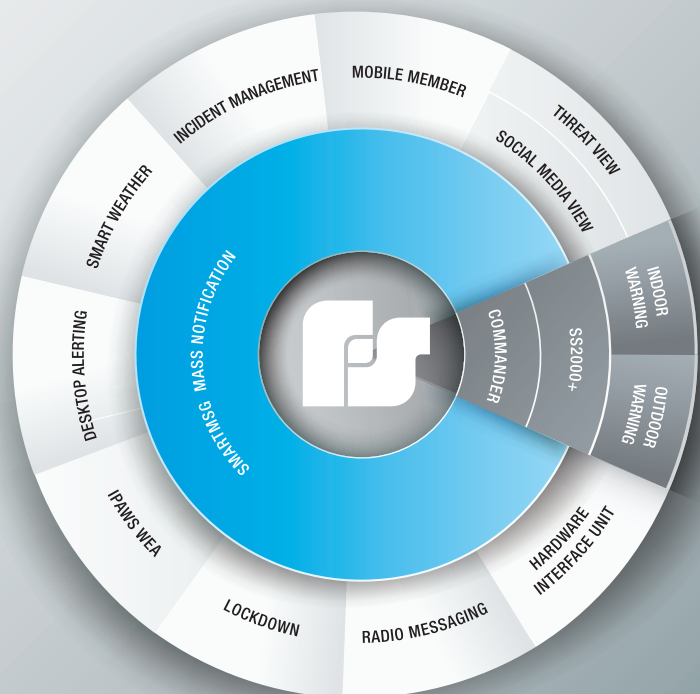 MOBILE MEMBER
THREAT VIEW
SOCIAL MEDIA VIEW
INDOOR
WARNING
OUTDOOR
WARNING
HARDWARE
INTERFACE UNIT
RADIO MESSAGING
LOCKDOWN
IPAWS WEA
DESKTOP ALERTING
SMART WEATHER
INCIDENT MANAGEMENT
SMARTMSG MASS NOTIFICATION
COMMANDER
SS2000+
FS